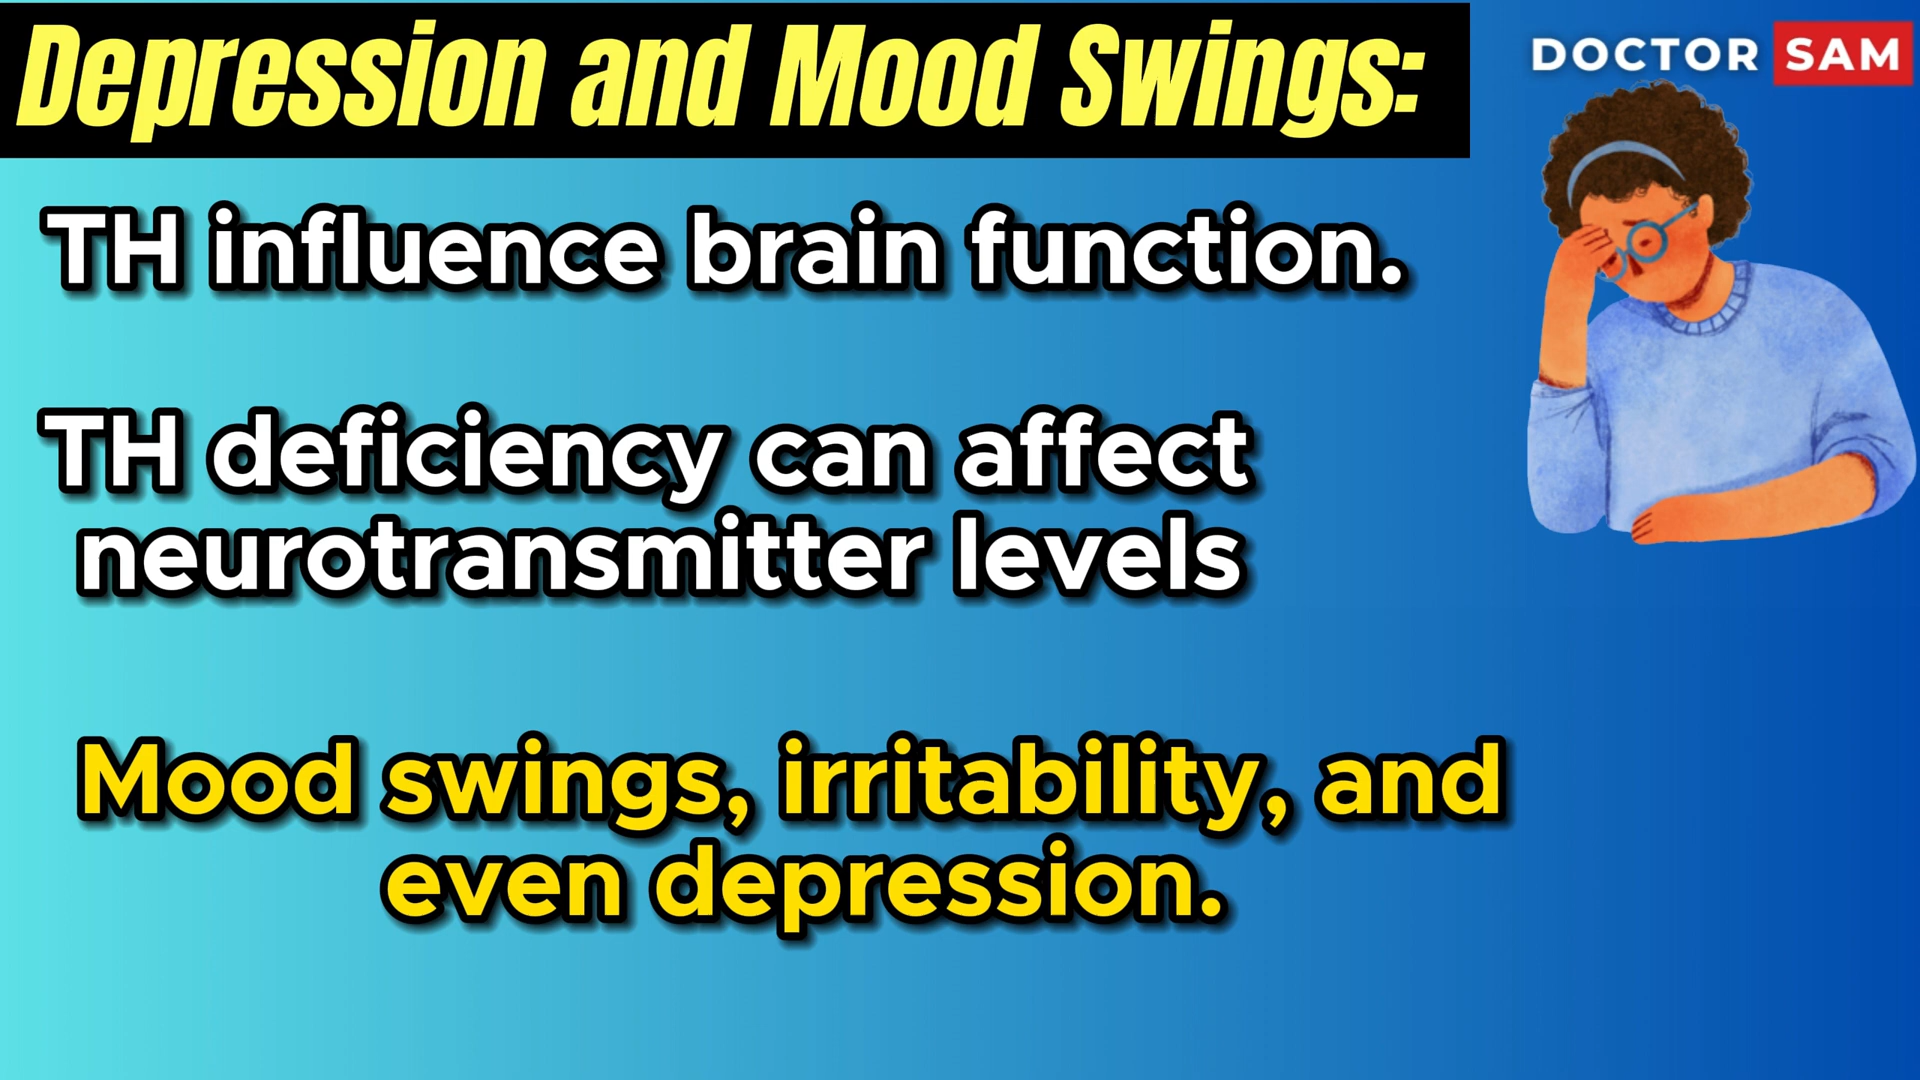 Depression and Mood Swings:
DOCTOR SAM
TH influence brain function.
TH deficiency can affect
neurotransmitter levels
Mood swings, irritability, and
even depression.